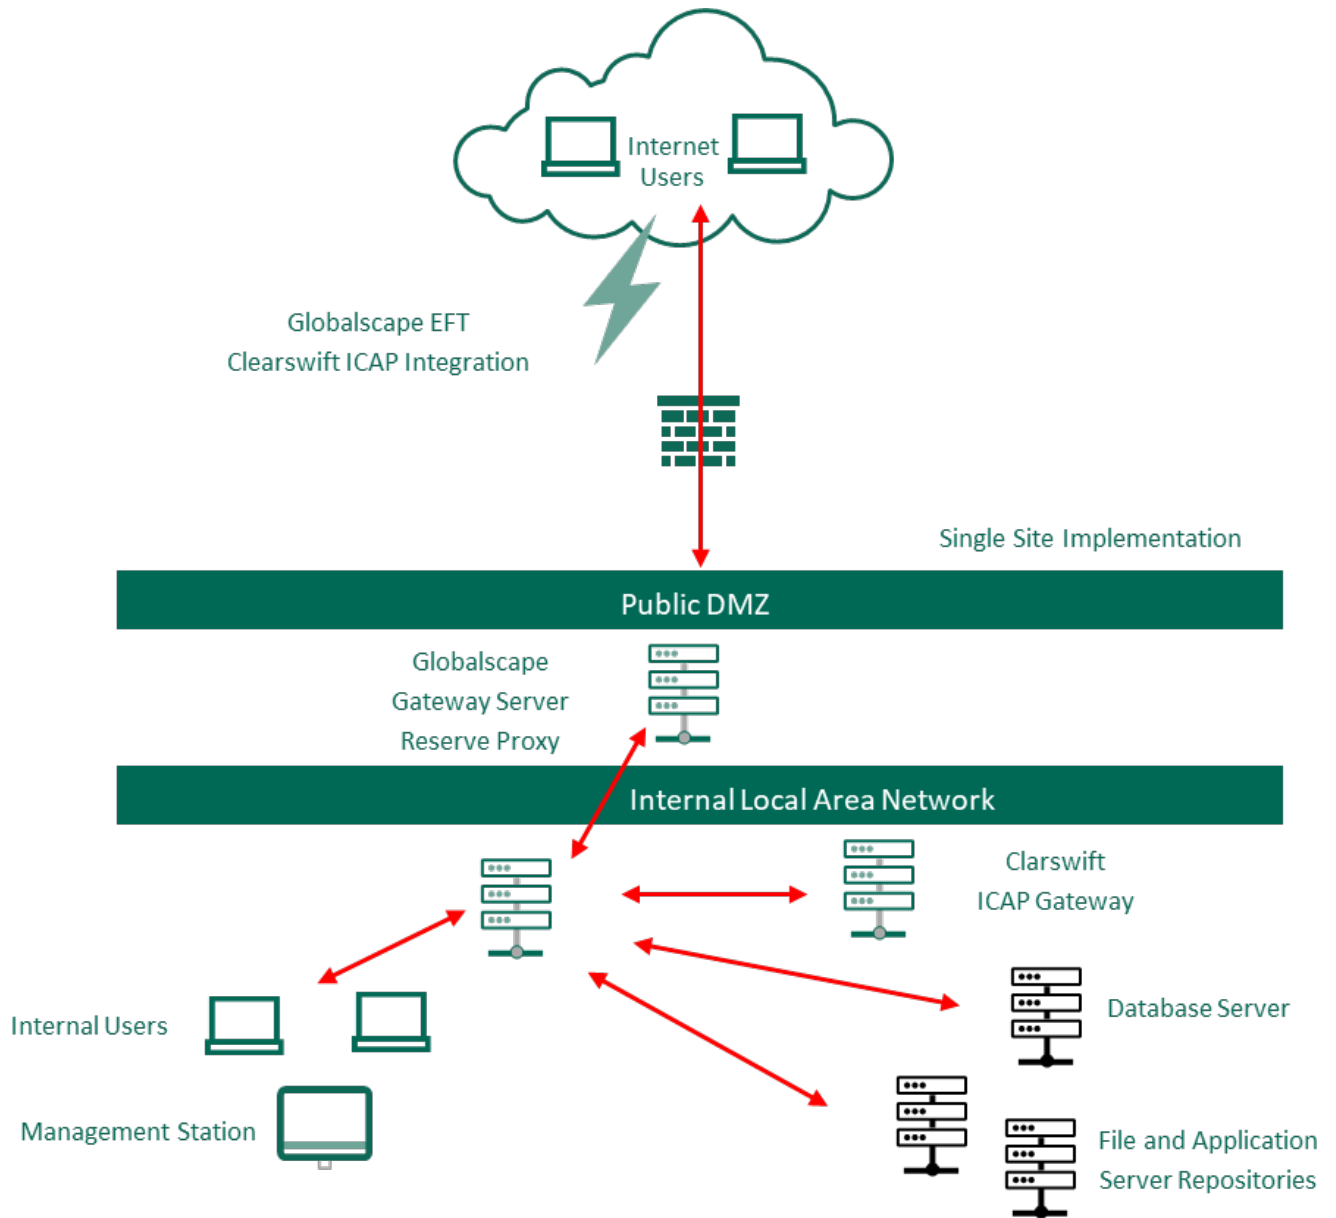 Internet
Users
Globalscape EFT
Clearswift ICAP Integration
Single Site Implementation
Public DMZ
Globalscape
Gateway Server
Reserve Proxy
Internal Local Area Network
Clarswift
ICAP Gateway
Internal Users
Database Server
Management Station
File and Application
Server Repositories